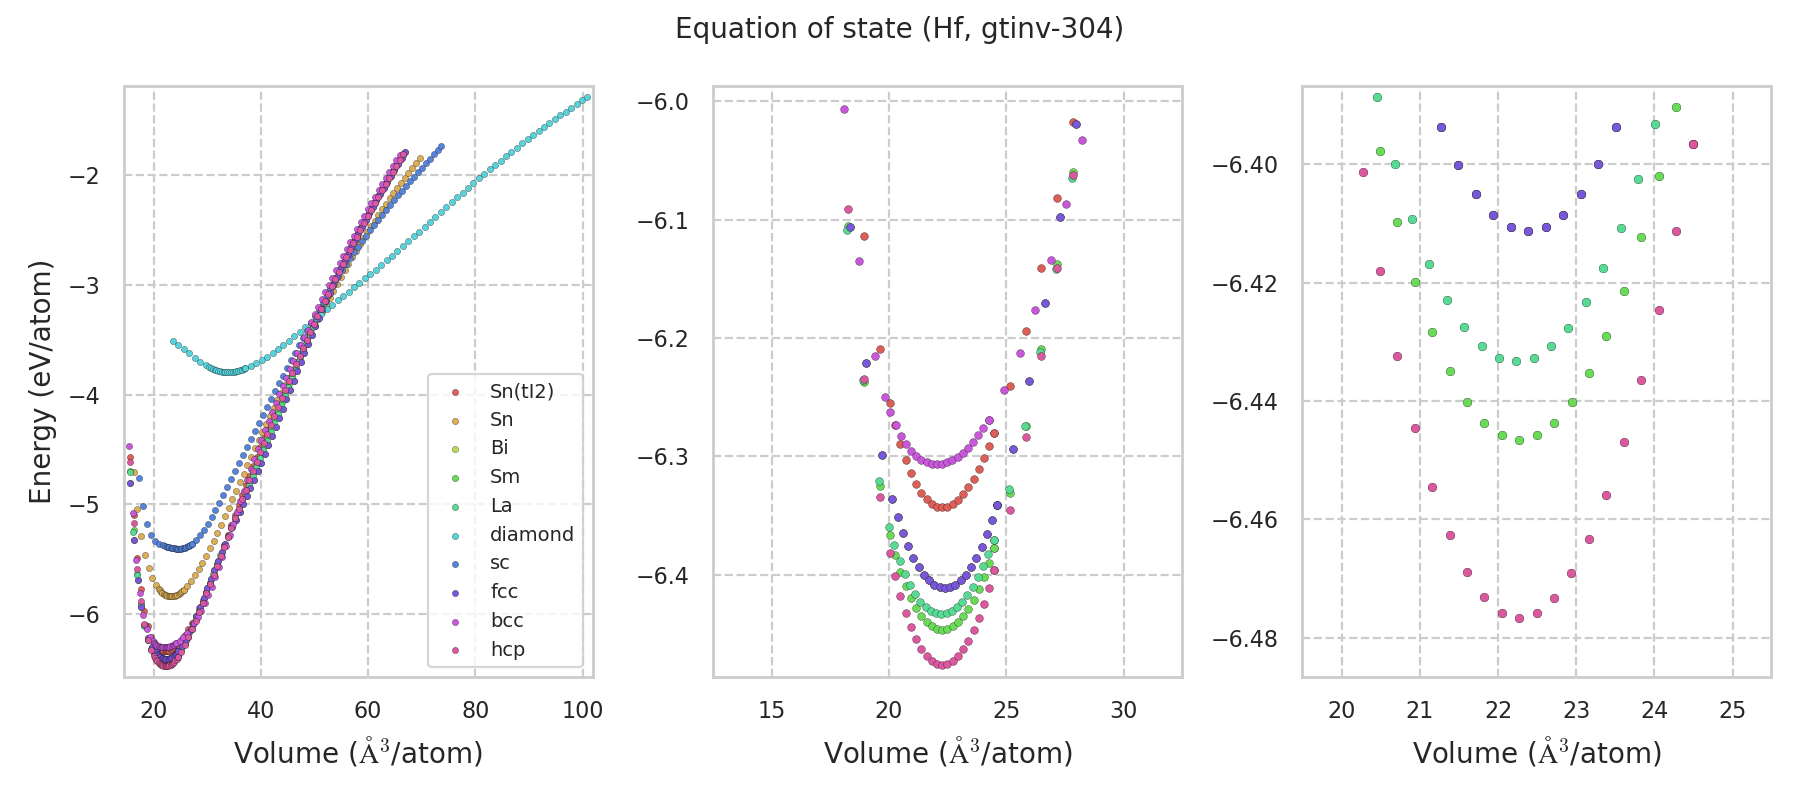 Equation of state (Hf, gtinv-304)
Energy (eV/atom)
−2
−3
−4
−5
−6
20
40
60
80
100
Volume (Å³/atom)
Sn(tI2)
Sn
Bi
Sm
La
diamond
sc
fcc
bcc
hcp
−6.0
−6.1
−6.2
−6.3
−6.4
15
20
25
30
Volume (Å³/atom)
−6.40
−6.42
−6.44
−6.46
−6.48
20
21
22
23
24
25
Volume (Å³/atom)